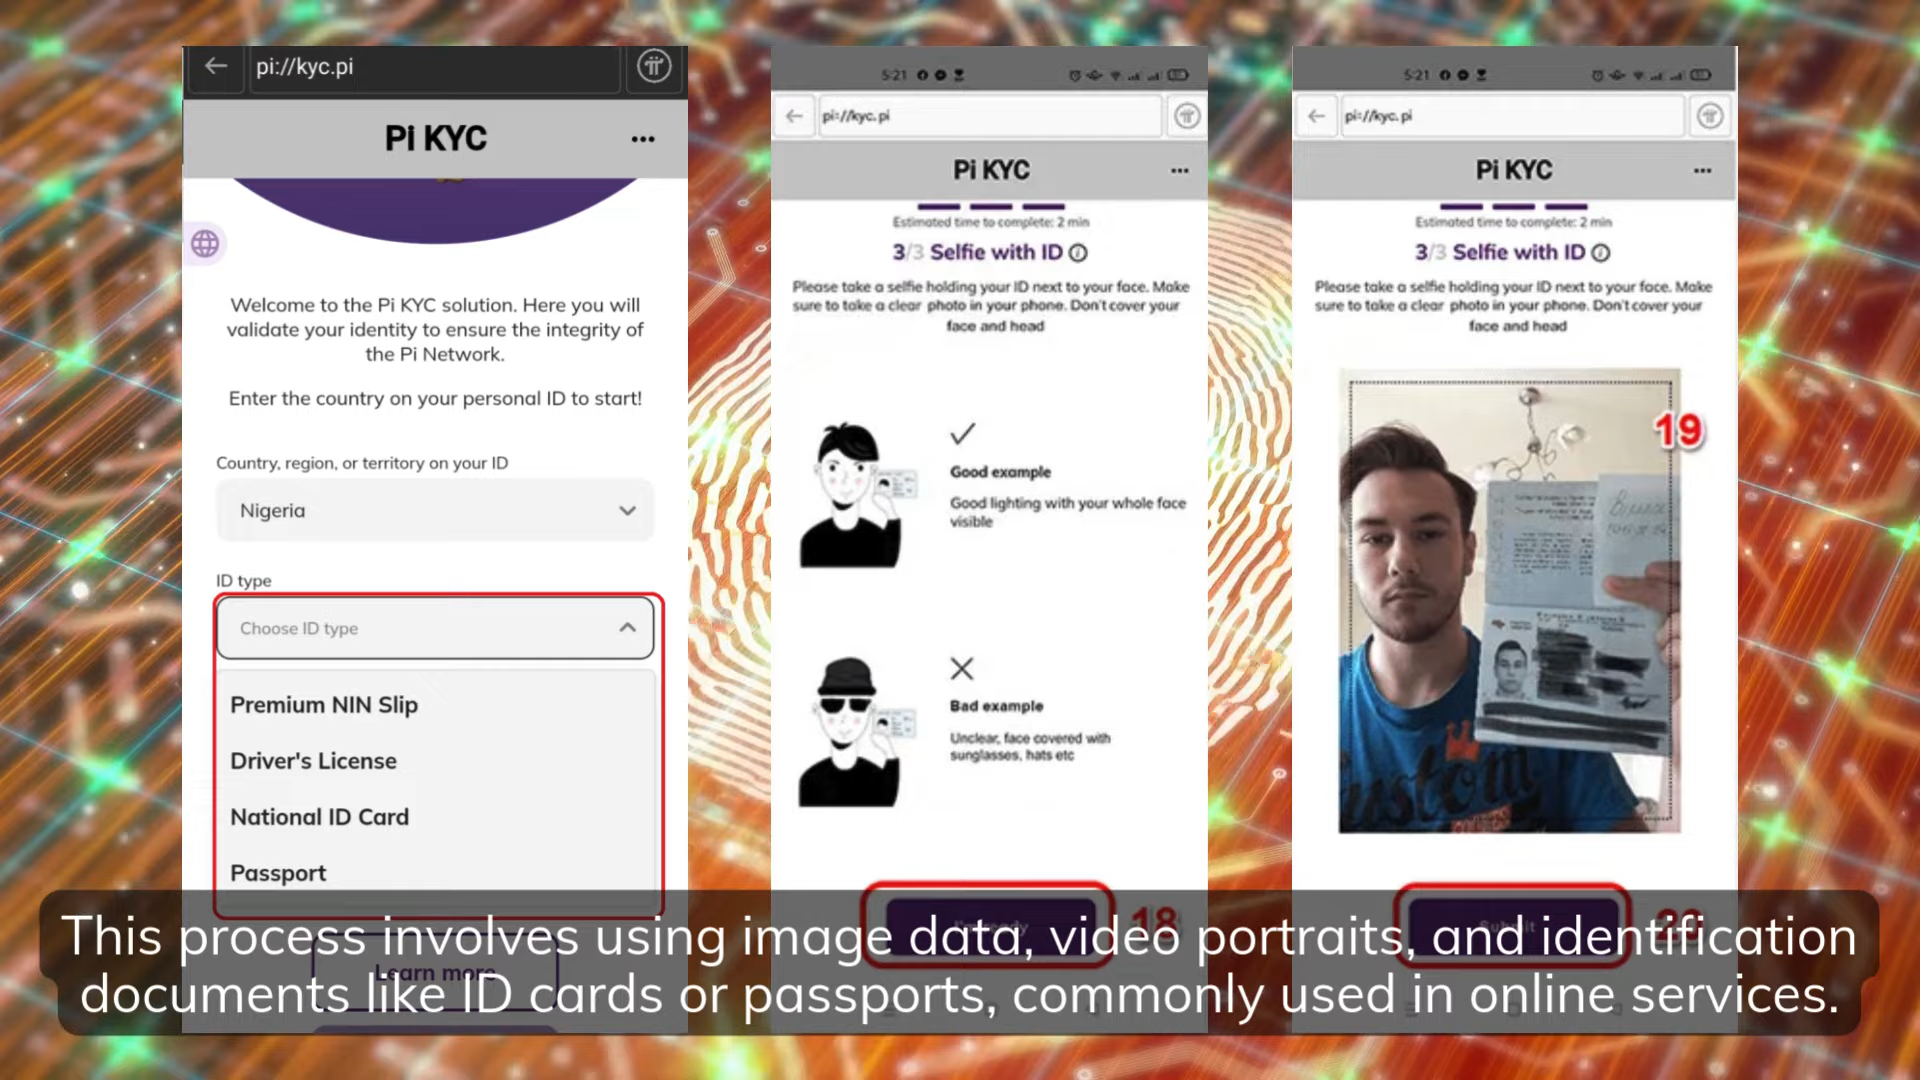 pi://kyc.pi
Pi KYC
Welcome to the Pi KYC solution. Here you will
validate your identity to ensure the integrity of
the Pi Network.
Enter the country on your personal ID to start!
Country, region, or territory on your ID
Nigeria
ID type
Choose ID type
Premium NIN Slip
Driver's License
National ID Card
Passport
Learn more
5:21
pi://kyc.pi
Pi KYC
Estimated time to complete: 2 min
3/3 Selfie with ID
Please take a selfie holding your ID next to your face. Make
sure to take a clear photo in your phone. Don't cover your
face and head
Good example
Good lighting with your whole face
visible
Bad example
Unclear, face covered with
sunglasses, hats etc
18
5:21
pi://kyc.pi
Pi KYC
Estimated time to complete: 2 min
3/3 Selfie with ID
Please take a selfie holding your ID next to your face. Make
sure to take a clear photo in your phone. Don't cover your
face and head
19
Submit
20
This process involves using image data, video portraits, and identification
documents like ID cards or passports, commonly used in online services.